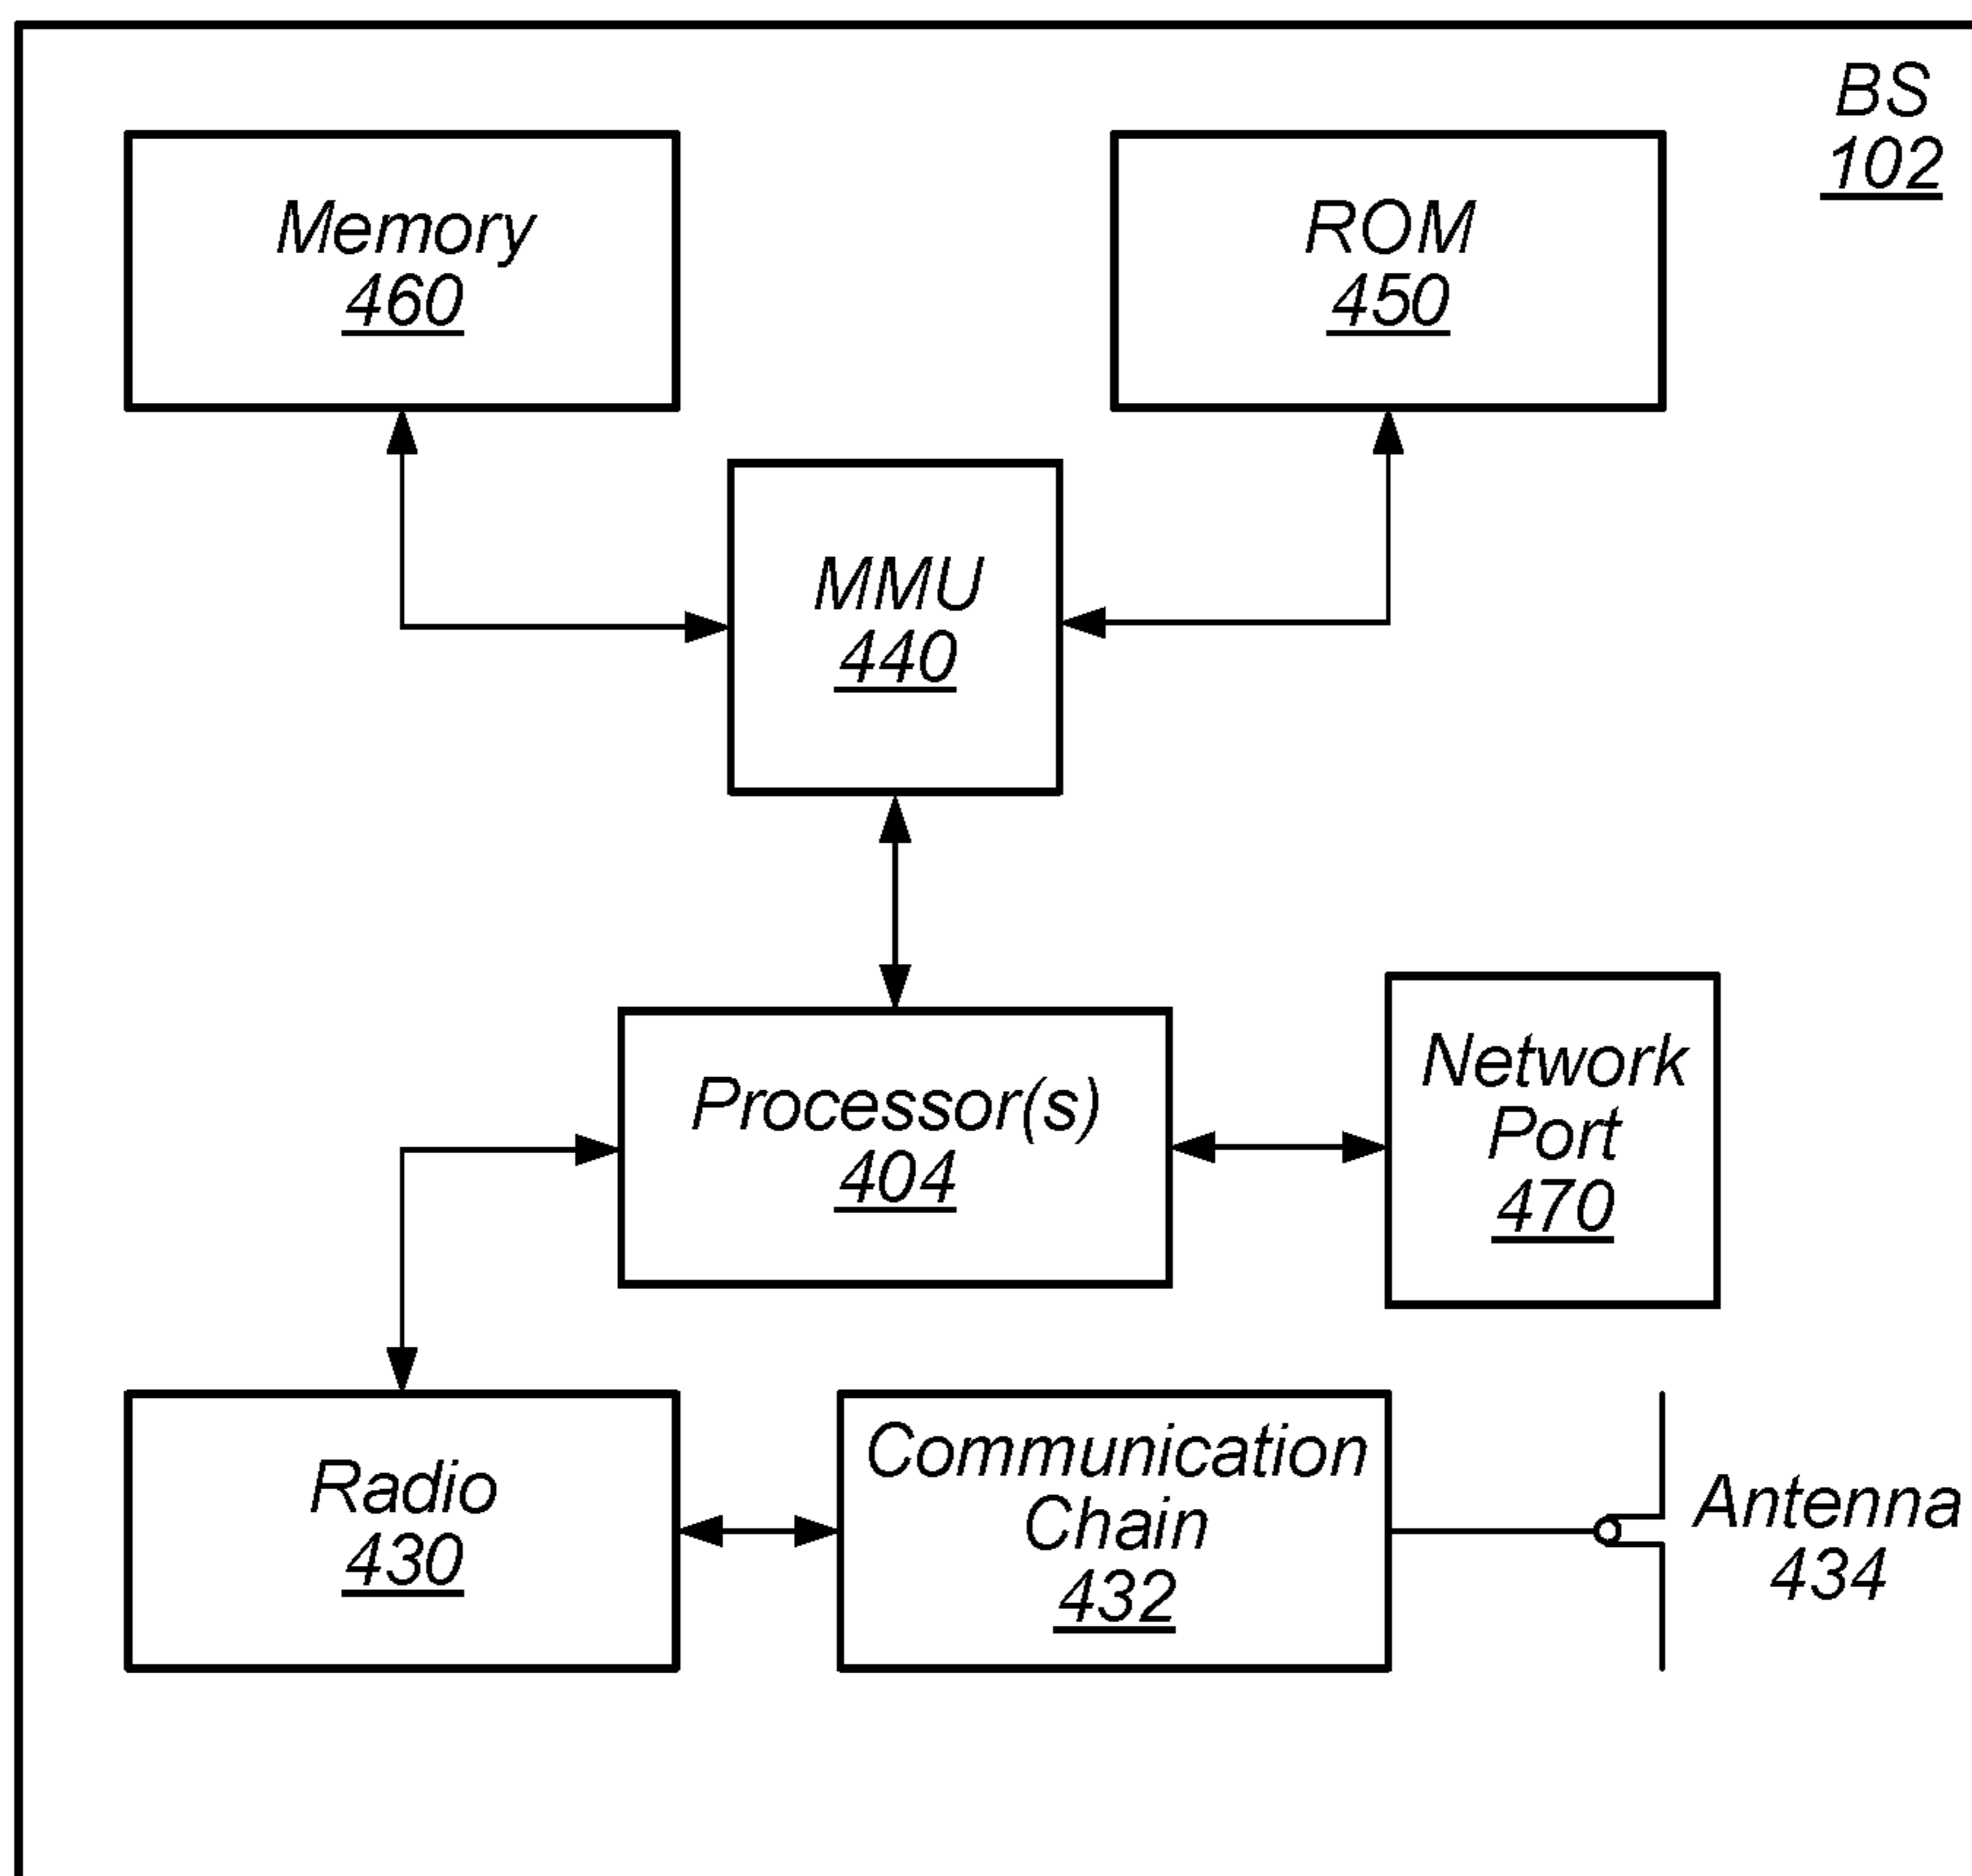 BS
102
Memory
460
ROM
450
MMU
440
Processor(s)
404
Network
Port
470
Radio
430
Communication
Chain
432
Antenna
434